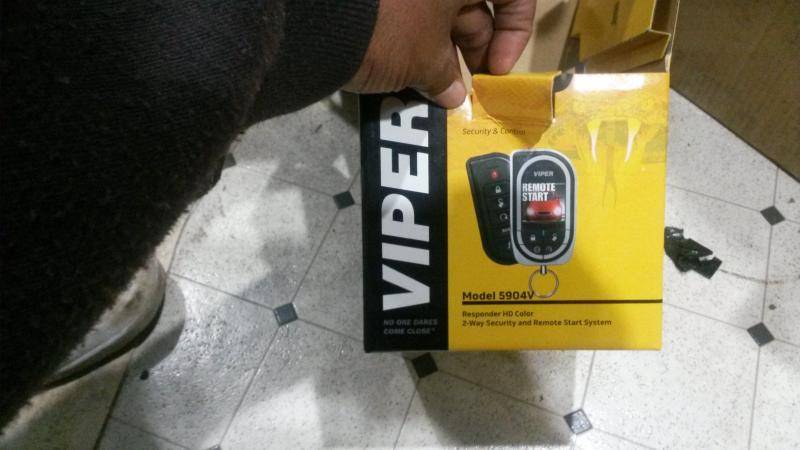 VIPER
NO ONE DARES
COME CLOSE®
Security & Control
VIPER
REMOTE
START
Model 5904V
Responder HD Color
2-Way Security and Remote Start System